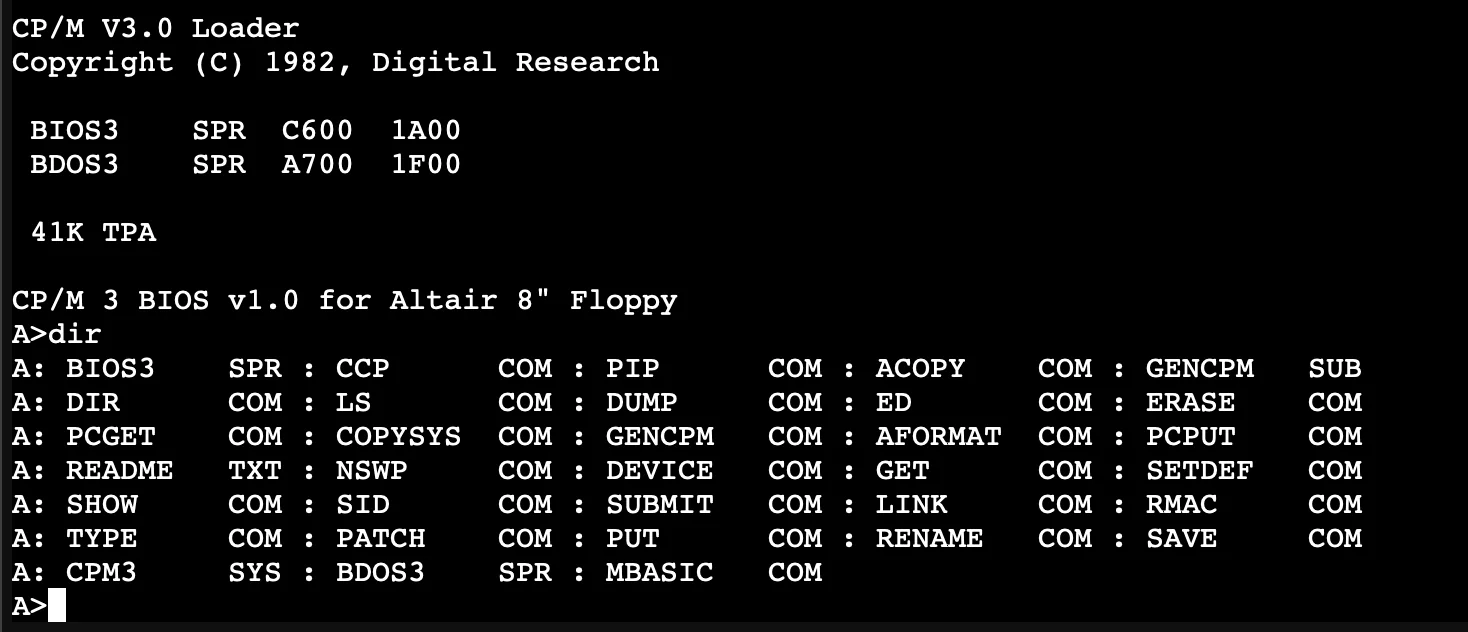 CP/M V3.0 Loader
Copyright (C) 1982, Digital Research
BIOS3    SPR  C600  1A00
BDOS3    SPR  A700  1F00
41K TPA
CP/M 3 BIOS v1.0 for Altair 8" Floppy
A>dir
A: BIOS3    SPR : CCP      COM : PIP      COM : ACOPY    COM : GENCPM   SUB
A: DIR      COM : LS       COM : DUMP     COM : ED       COM : ERASE    COM
A: PCGET    COM : COPYSYS  COM : GENCPM   COM : AFORMAT  COM : PCPUT    COM
A: README   TXT : NSWP     COM : DEVICE   COM : GET      COM : SETDEF   COM
A: SHOW     COM : SID      COM : SUBMIT   COM : LINK     COM : RMAC     COM
A: TYPE     COM : PATCH    COM : PUT      COM : RENAME   COM : SAVE     COM
A: CPM3     SYS : BDOS3    SPR : MBASIC   COM
A>